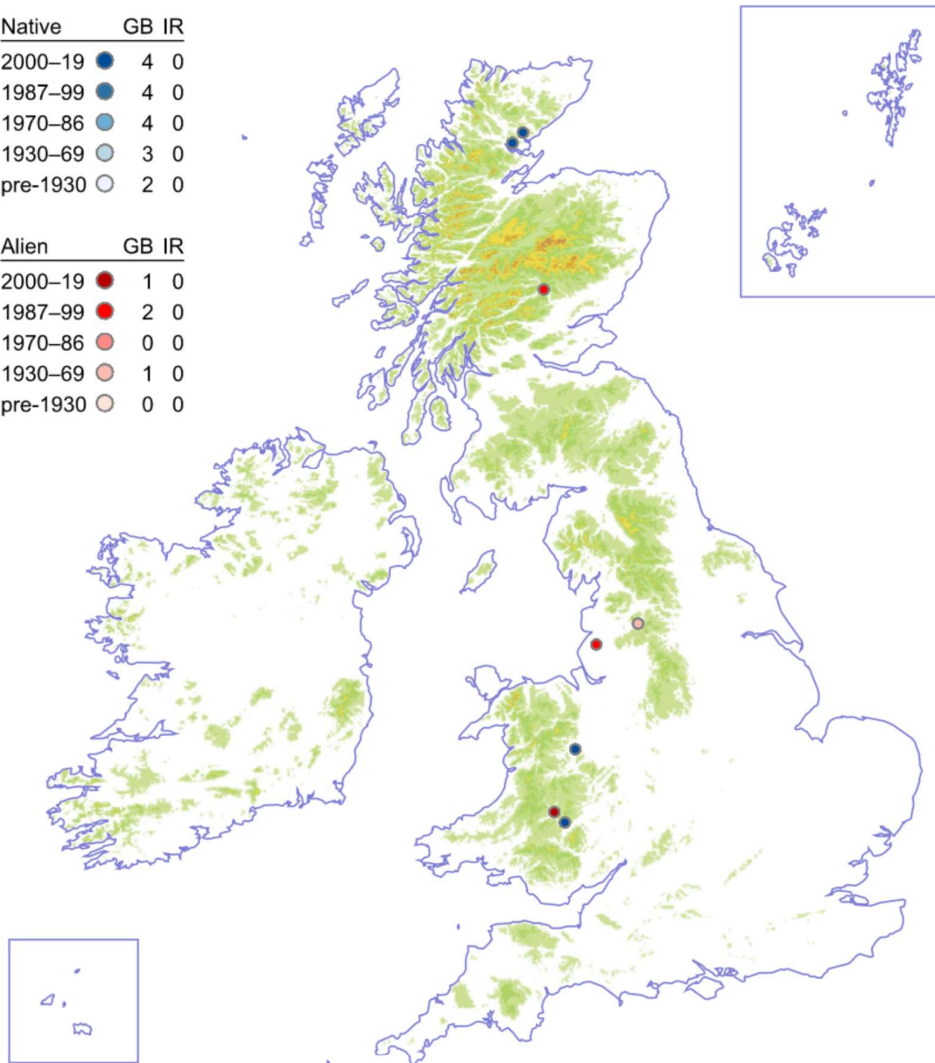 Native GB IR
2000–19 4 0
1987–99 4 0
1970–86 4 0
1930–69 3 0
pre-1930 2 0
Alien GB IR
2000–19 1 0
1987–99 2 0
1970–86 0 0
1930–69 1 0
pre-1930 0 0